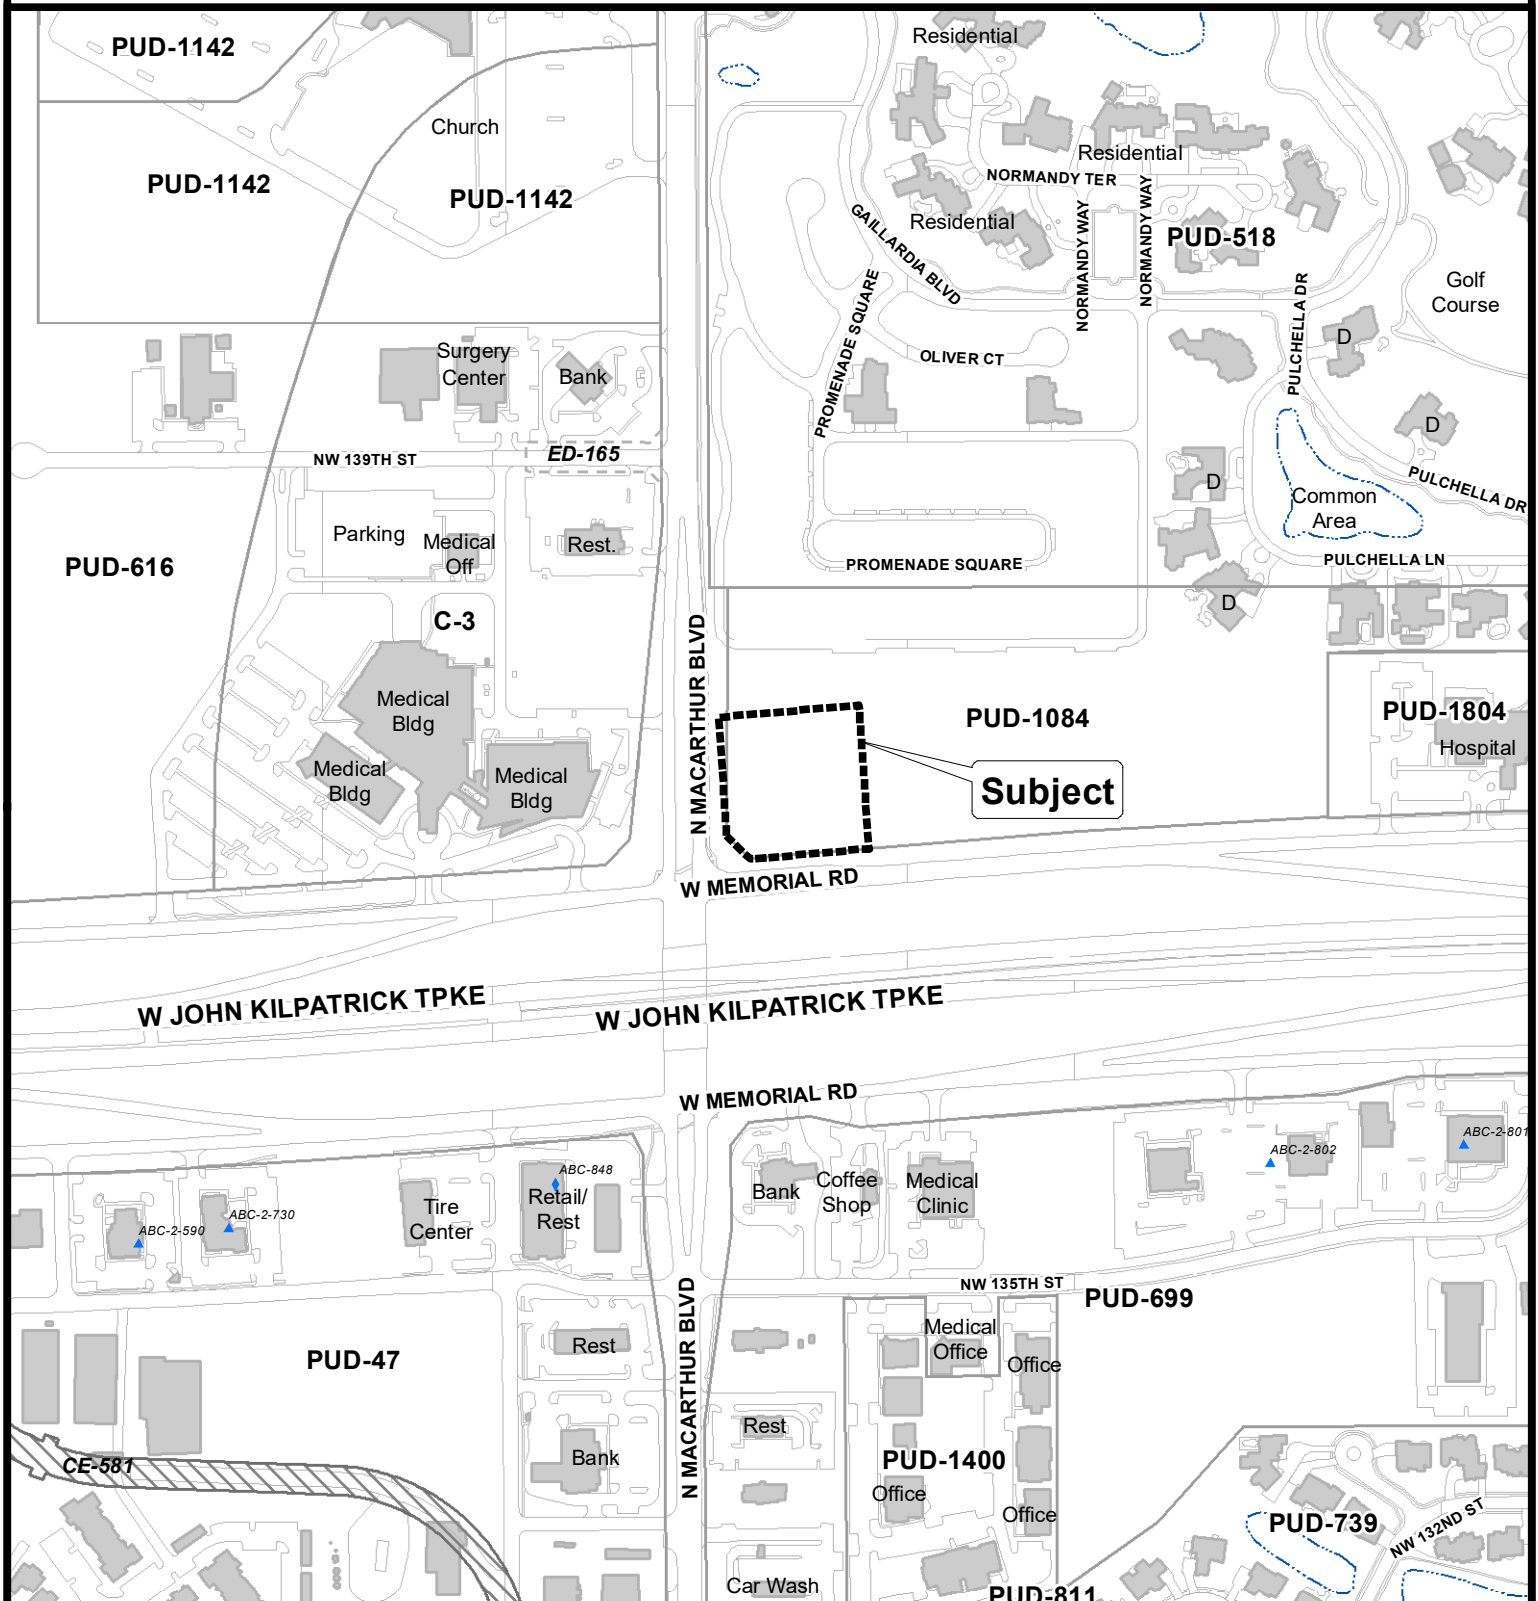 PUD-1142
Residential
Church
Residential
PUD-1142
NORMANDY TER
PUD-1142
Residential
GAILLARDIA BLVD
NORMANDY WAY
NORMANDY WAY
PUD-518
Golf
Course
PULCHELLA DR
PROMENADE SQUARE
D
Surgery
Center
Bank
OLIVER CT
D
ED-165
NW 139TH ST
D
PULCHELLA DR
Common
Area
Parking
Medical
Off
Rest.
PUD-616
PROMENADE SQUARE
PULCHELLA LN
D
C-3
N MACARTHUR BLVD
Medical
Bldg
PUD-1084
PUD-1804
Hospital
Medical
Bldg
Medical
Bldg
Subject
W MEMORIAL RD
W JOHN KILPATRICK TPKE
W JOHN KILPATRICK TPKE
W MEMORIAL RD
ABC-2-801
ABC-2-802
ABC-848
Retail/
Rest
Bank
Coffee
Shop
Medical
Clinic
Tire
Center
ABC-2-730
ABC-2-590
NW 135TH ST
PUD-699
N MACARTHUR BLVD
Medical
Office
Office
Rest
PUD-47
Rest
Bank
PUD-1400
CE-581
Office
Office
PUD-739
NW 132ND ST
Car Wash
PUD-811